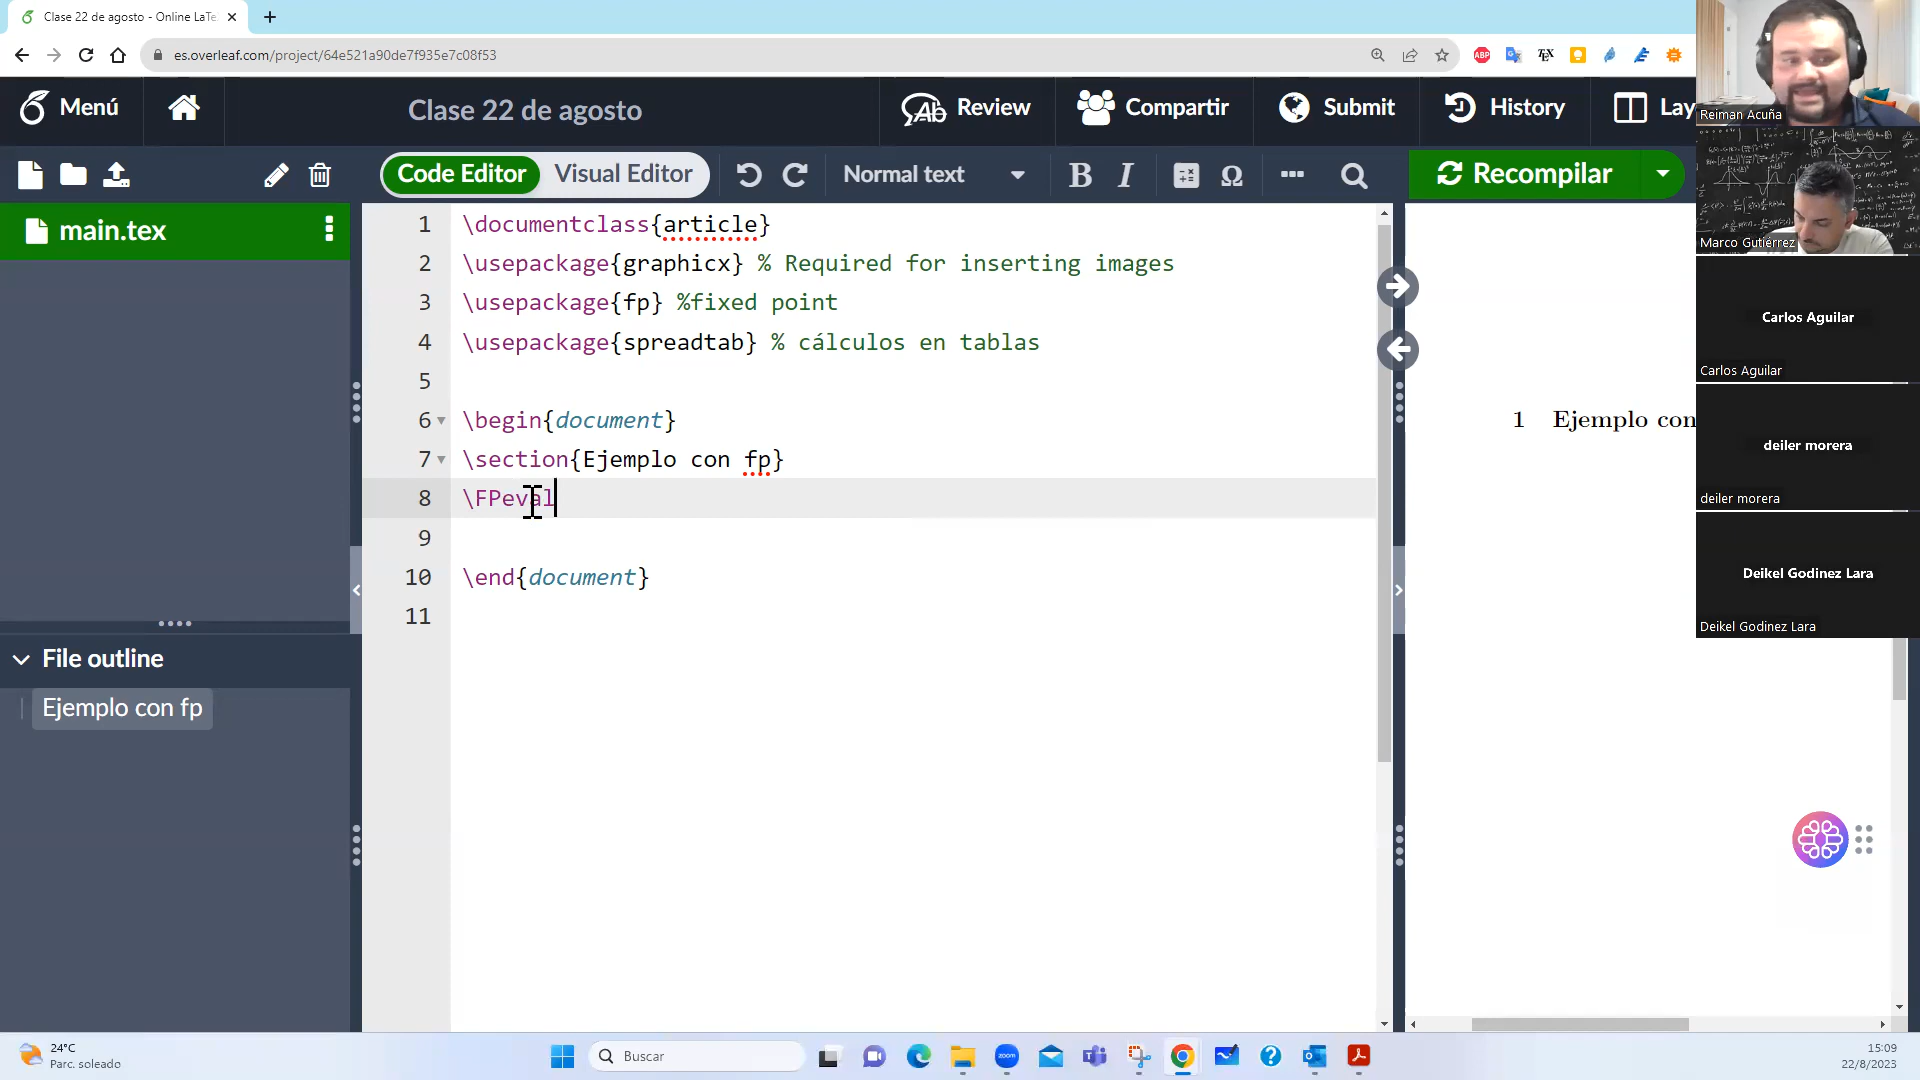 Clase 22 de agosto - Online LaTe
es.overleaf.com/project/64e521a90de7f935e7c08f53
ABP
TEX
Menú
Clase 22 de agosto
Review
Compartir
Submit
History
Lay
Code Editor
Visual Editor
Normal text
B
I
Ω
Recompilar
main.tex
1 \documentclass{article}
2 \usepackage{graphicx} % Required for inserting images
3 \usepackage{fp} %fixed point
4 \usepackage{spreadtab} % cálculos en tablas
5
6 \begin{document}
7 \section{Ejemplo con fp}
8 \FPeval
9
10 \end{document}
11
File outline
Ejemplo con fp
1 Ejemplo con
Reiman Acuña
Marco Gutiérrez
Carlos Aguilar
Carlos Aguilar
deiler morera
deiler morera
Deikel Godinez Lara
Deikel Godinez Lara
24°C
Parc. soleado
Buscar
zoom
15:09
22/8/2023